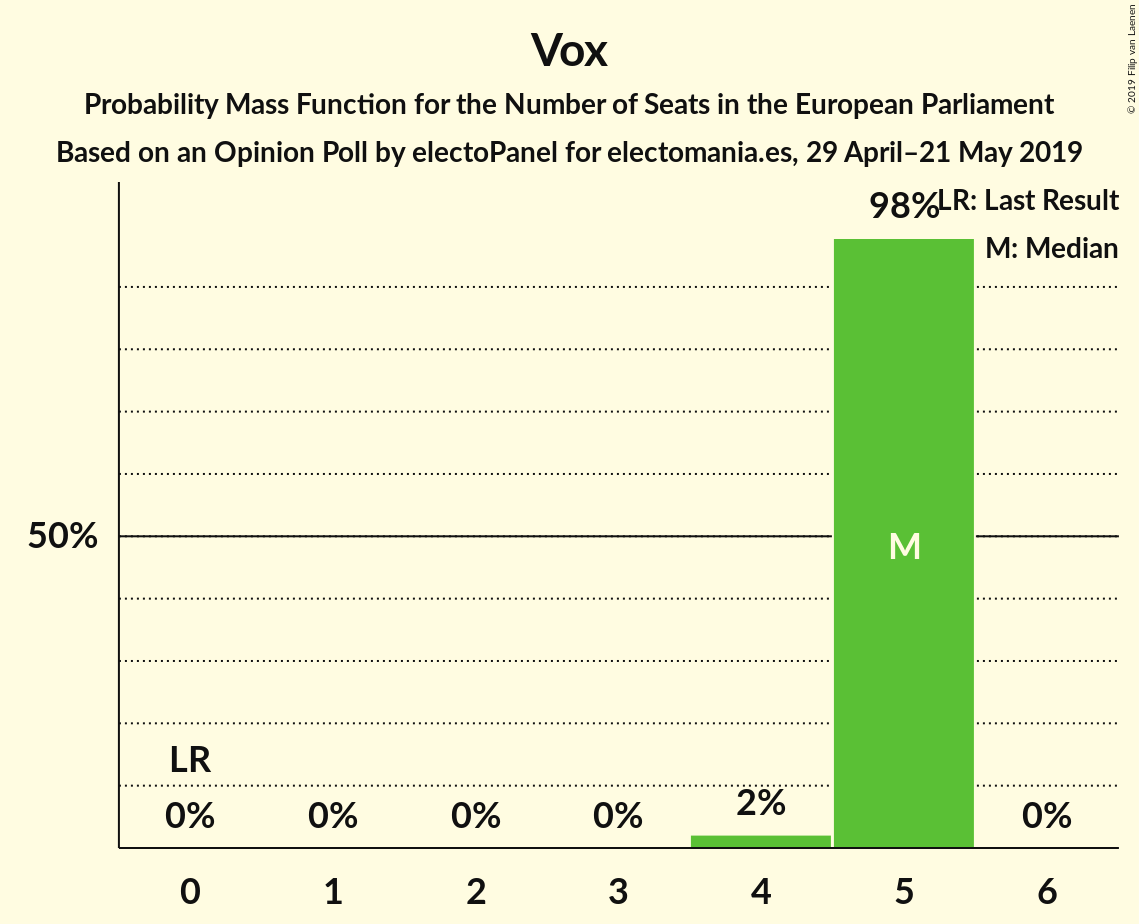 Vox
Probability Mass Function for the Number of Seats in the European Parliament
Based on an Opinion Poll by electoPanel for electomania.es, 29 April–21 May 2019
© 2019 Filip van Laenen
98%
LR: Last Result
M: Median
50%
M
LR
0% 0% 0% 0% 2% 0%
0 1 2 3 4 5 6